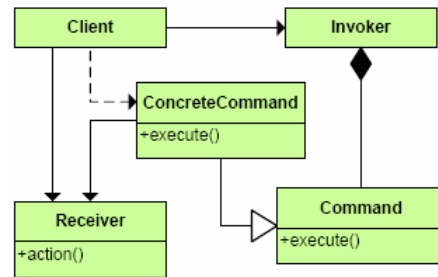 Client
Invoker
ConcreteCommand
+execute()
Receiver
+action()
Command
+execute()